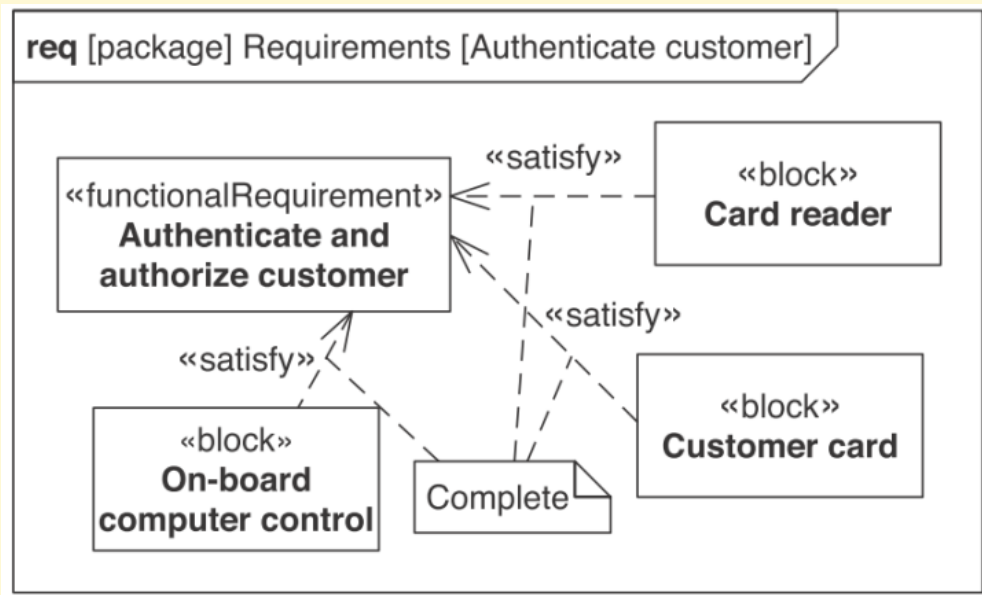 req [package] Requirements [Authenticate customer]
«satisfy»
«block»
Card reader
«functionalRequirement»
Authenticate and
authorize customer
«satisfy»
«satisfy»
«block»
Customer card
«block»
On-board
computer control
Complete